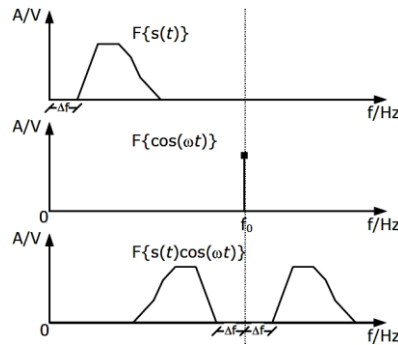 A/V
F{s(t)}
Δf
f/Hz
A/V
F{cos(ωt)}
0
f₀
f/Hz
A/V
F{s(t)cos(ωt)}
0
Δf Δf
f/Hz